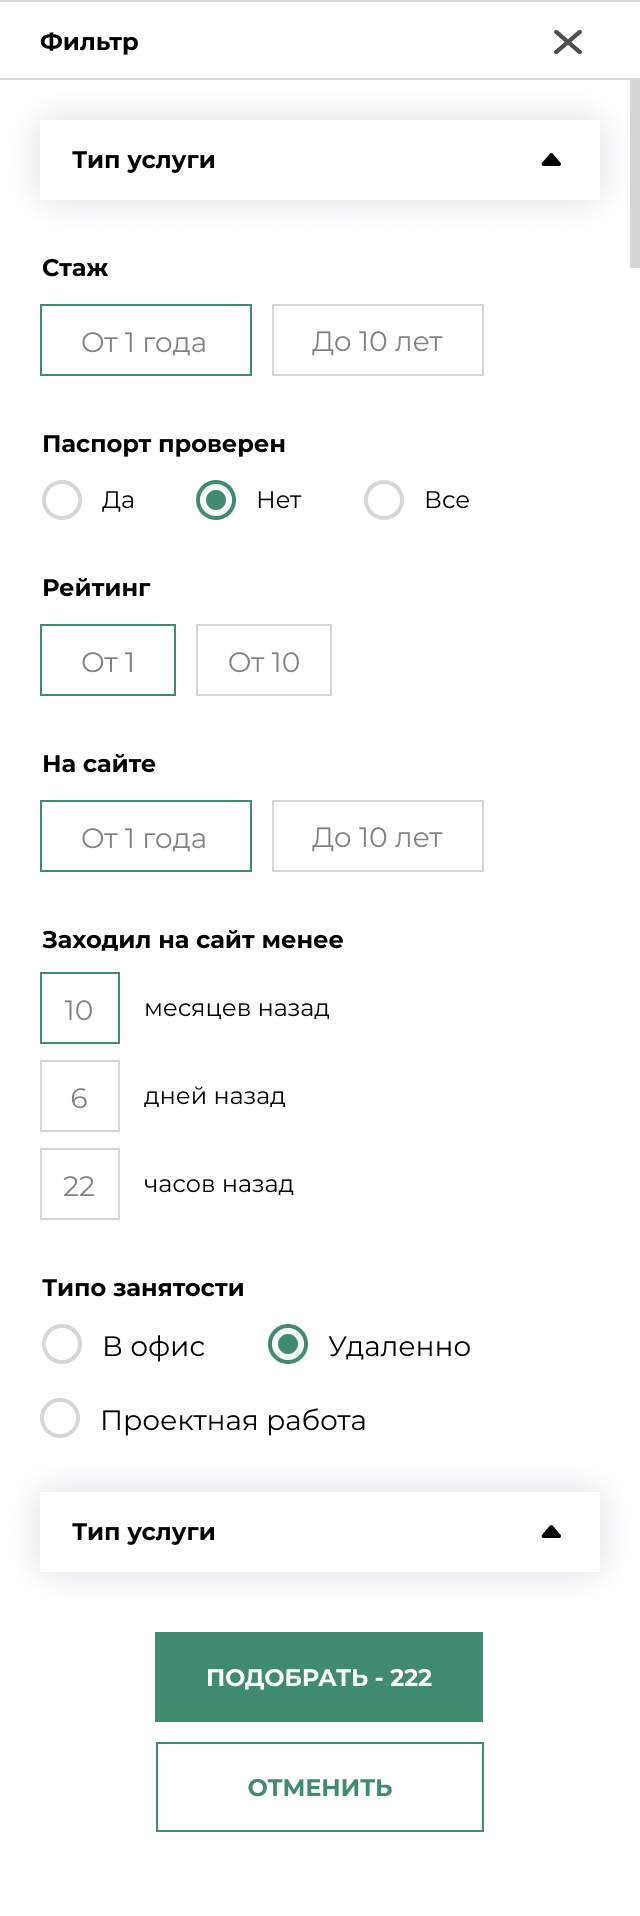 Фильтр
Тип услуги
Стаж
От 1 года До 10 лет
Паспорт проверен
Да Нет Все
Рейтинг
От 1 От 10
На сайте
От 1 года До 10 лет
Заходил на сайт менее
10 месяцев назад
6 дней назад
22 часов назад
Типо занятости
В офис Удаленно
Проектная работа
Тип услуги
ПОДОБРАТЬ - 222
ОТМЕНИТЬ